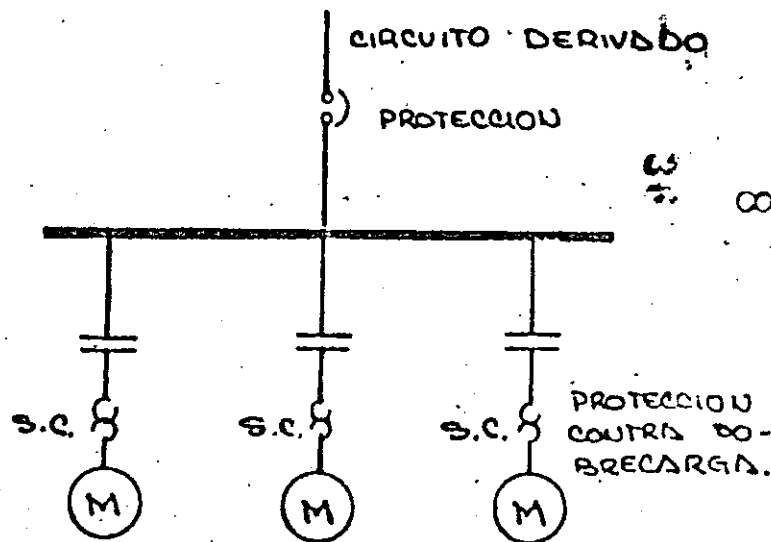 CIRCUITO DERIVADO
PROTECCION
S.C.
S.C.
S.C.
PROTECCION
CONTRA SO-
BRECARGA.
M
M
M